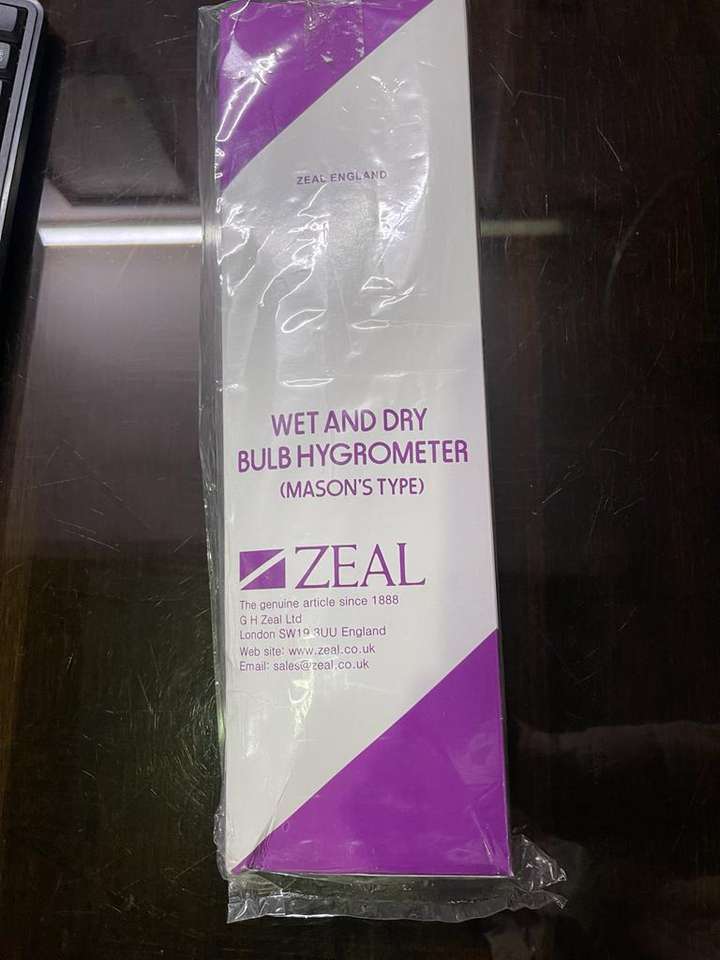 ZEAL ENGLAND
WET AND DRY
BULB HYGROMETER
(MASON'S TYPE)
ZEAL
The genuine article since 1888
G H Zeal Ltd
London SW19 3UU England
Web site: www.zeal.co.uk
Email: sales@zeal.co.uk